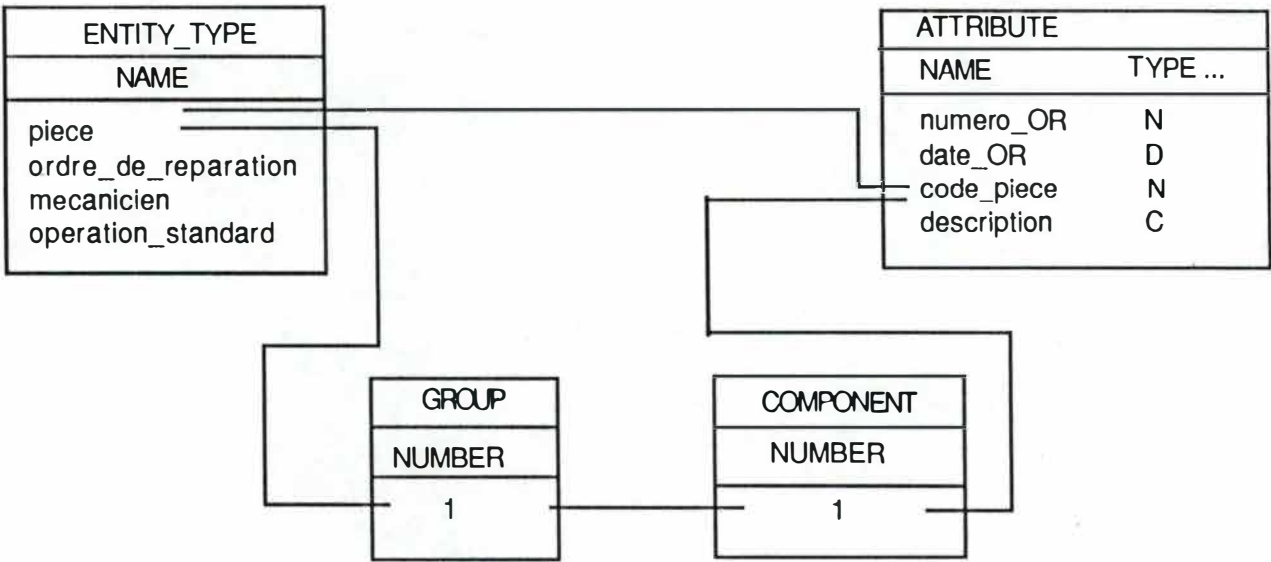 ENTITY_TYPE
NAME
piece
ordre_de_reparation
mecanicien
operation_standard
ATTRIBUTE
NAME TYPE ...
numero_OR N
date_OR D
code_piece N
description C
GROUP
NUMBER
1
COMPONENT
NUMBER
1